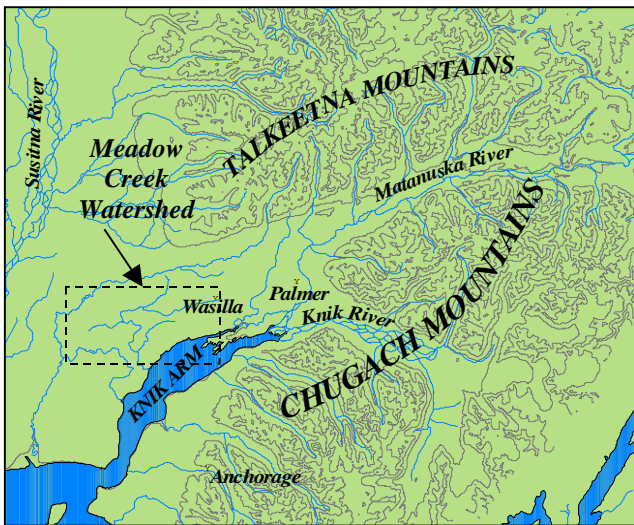 TALKEETNA MOUNTAINS
Susitna River
Meadow
Creek
Watershed
Matanuska River
Wasilla
Palmer
Knik River
CHUGACH MOUNTAINS
KNIK ARM
Anchorage